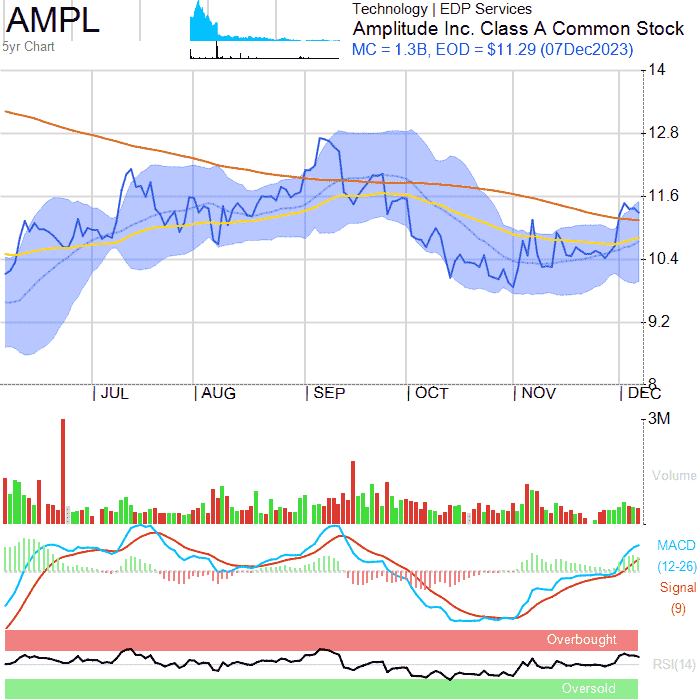 AMPL
5yr Chart
Technology | EDP Services
Amplitude Inc. Class A Common Stock
MC = 1.3B, EOD = $11.29 (07Dec2023)
14
12.8
11.6
10.4
9.2
8
JUL AUG SEP OCT NOV DEC
3M
Volume
MACD
(12-26)
Signal
(9)
Overbought
RSI(14)
Oversold